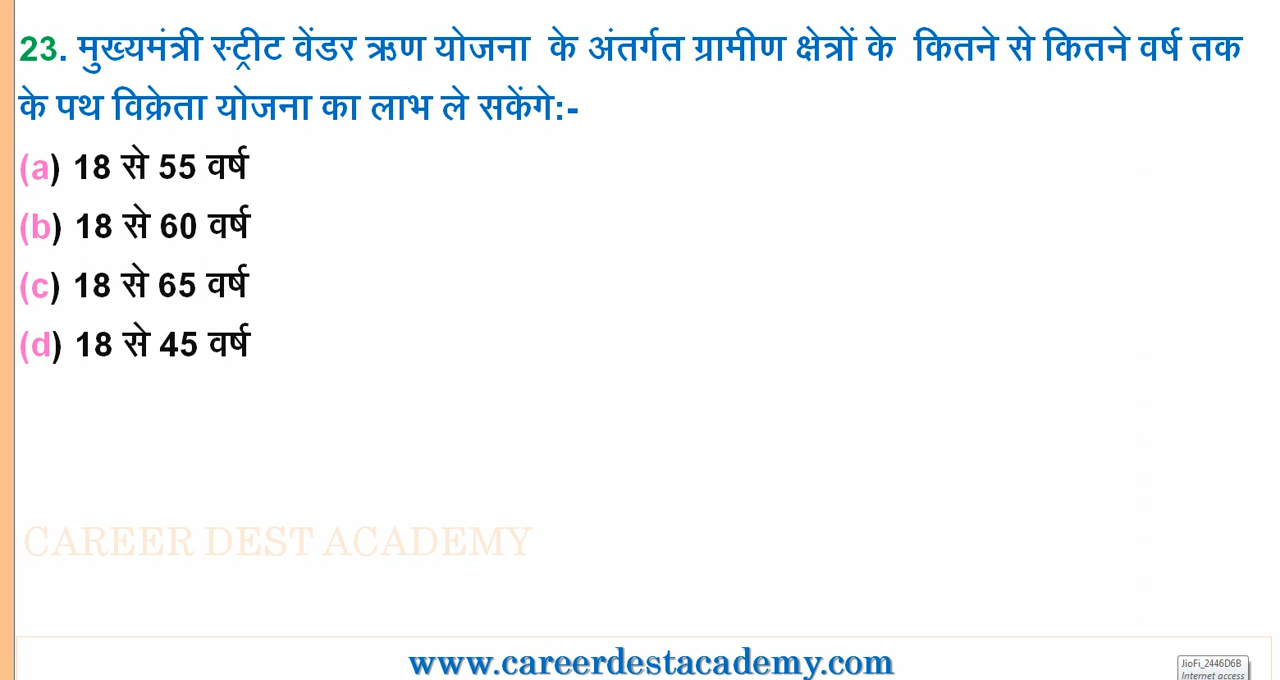 23. मुख्यमंत्री स्ट्रीट वेंडर ऋण योजना के अंतर्गत ग्रामीण क्षेत्रों के कितने से कितने वर्ष तक
के पथ विक्रेता योजना का लाभ ले सकेंगे:-
(a) 18 से 55 वर्ष
(b) 18 से 60 वर्ष
(c) 18 से 65 वर्ष
(d) 18 से 45 वर्ष
CAREER DEST ACADEMY
www.careerdestacademy.com
JioFi_2446D6B
Internet access